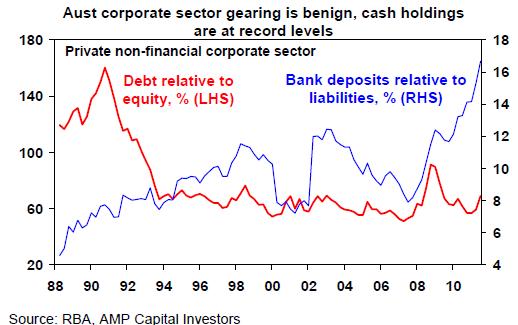 Aust corporate sector gearing is benign, cash holdings
are at record levels
180
140
100
60
20
Private non-financial corporate sector
Debt relative to
equity, % (LHS)
Bank deposits relative to
liabilities, % (RHS)
18
16
14
12
10
8
6
4
88 90 92 94 96 98 00 02 04 06 08 10
Source: RBA, AMP Capital Investors